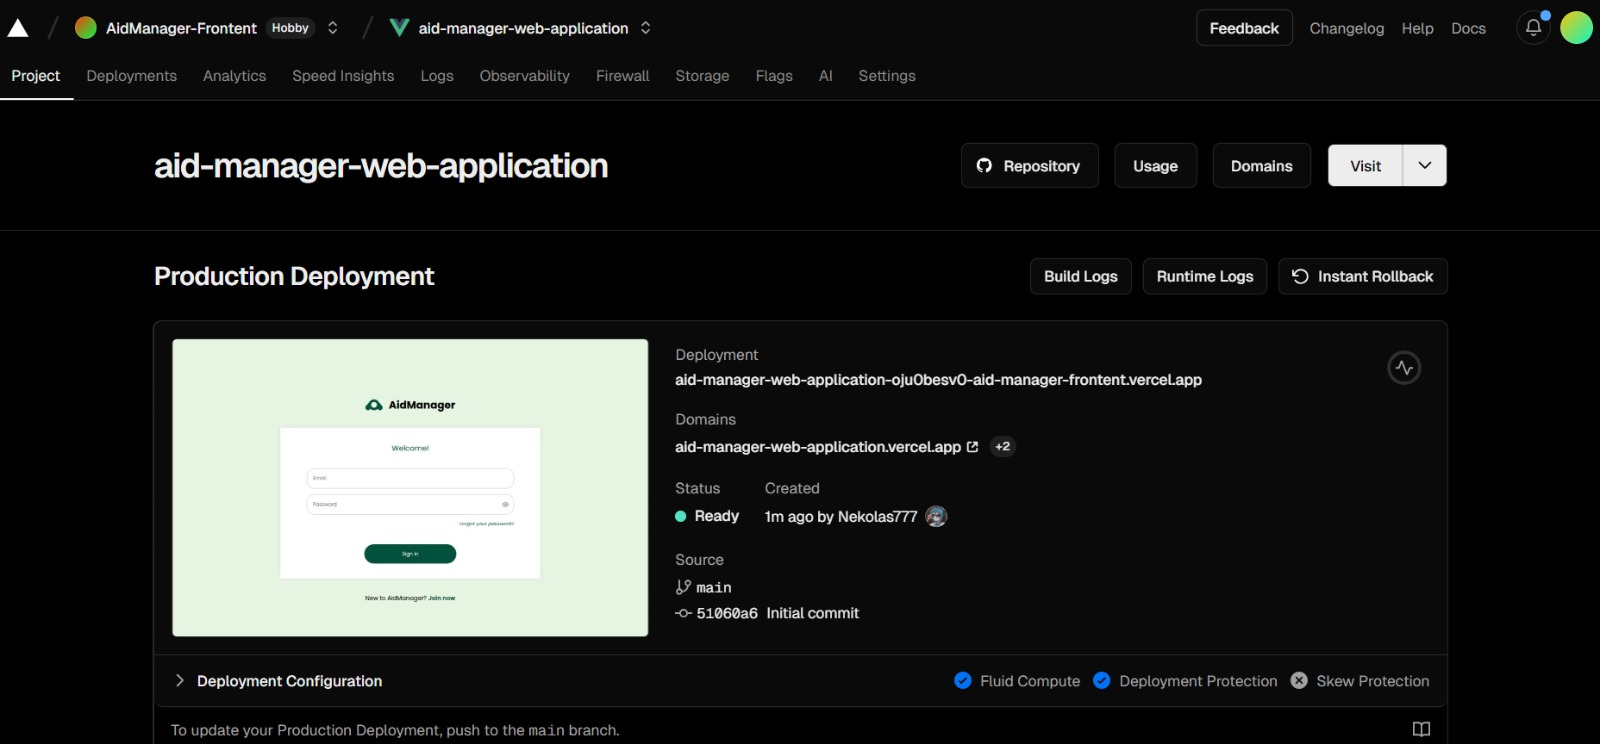 AidManager-Frontent Hobby aid-manager-web-application Feedback Changelog Help Docs
Project Deployments Analytics Speed Insights Logs Observability Firewall Storage Flags AI Settings
aid-manager-web-application Repository Usage Domains Visit
Production Deployment Build Logs Runtime Logs Instant Rollback
AidManager
Welcome!
Email
Password
Forgot your password?
Sign in
New to AidManager? Join now
Deployment
aid-manager-web-application-oju0besv0-aid-manager-frontent.vercel.app
Domains
aid-manager-web-application.vercel.app +2
Status Created
Ready 1m ago by Nekolas777
Source
main
51060a6 Initial commit
Deployment Configuration Fluid Compute Deployment Protection Skew Protection
To update your Production Deployment, push to the main branch.